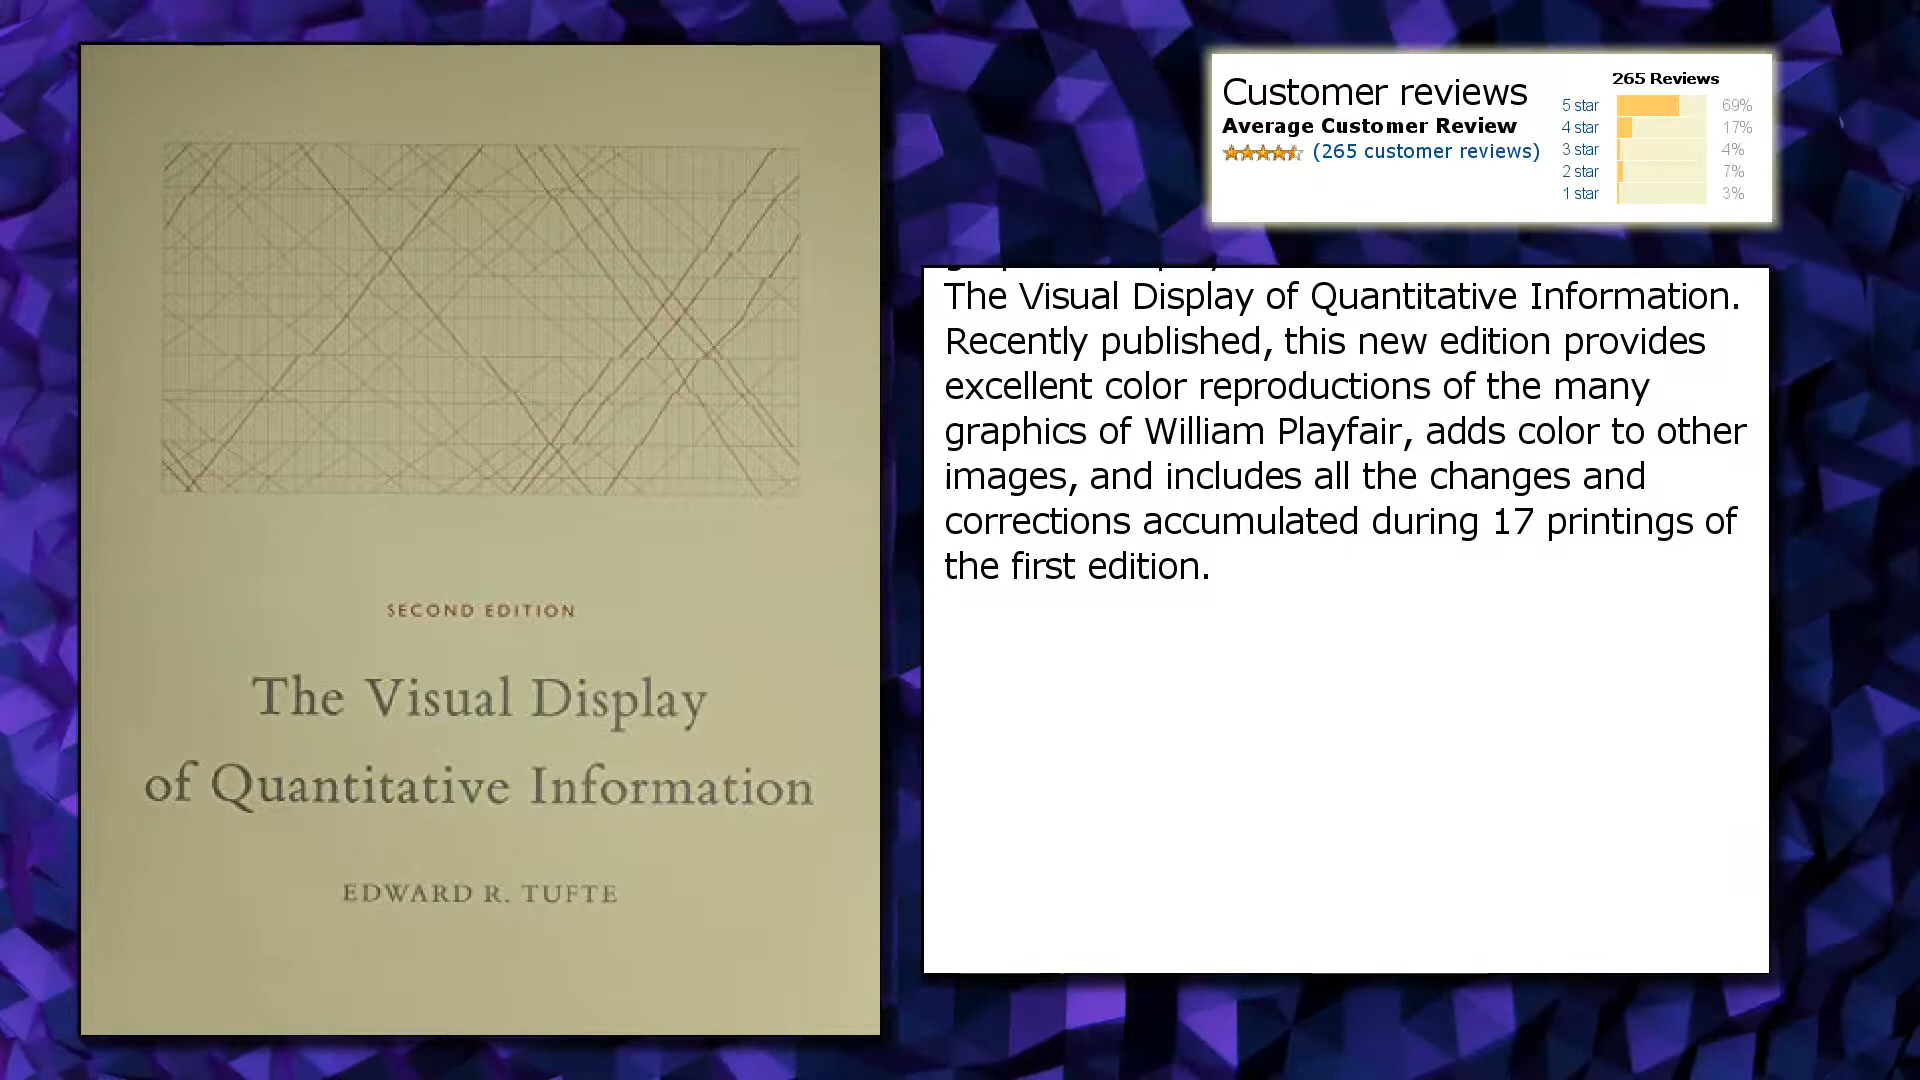 SECOND EDITION
The Visual Display
of Quantitative Information
EDWARD R. TUFTE
Customer reviews
Average Customer Review
(265 customer reviews)
265 Reviews
5 star 69%
4 star 17%
3 star 4%
2 star 7%
1 star 3%
The Visual Display of Quantitative Information.
Recently published, this new edition provides
excellent color reproductions of the many
graphics of William Playfair, adds color to other
images, and includes all the changes and
corrections accumulated during 17 printings of
the first edition.